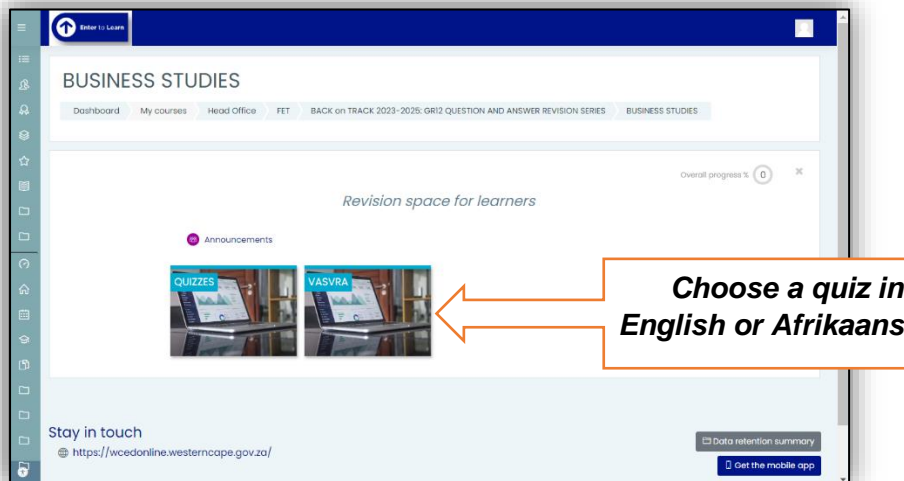 Enter to Learn
BUSINESS STUDIES
Dashboard My courses Head Office FET BACK on TRACK 2023-2025: GR12 QUESTION AND ANSWER REVISION SERIES BUSINESS STUDIES
Overall progress % 0
Revision space for learners
Announcements
QUIZZES VASVRA
Choose a quiz in
English or Afrikaans
Stay in touch
https://wcedonline.westerncape.gov.za/
Data retention summary
Get the mobile app